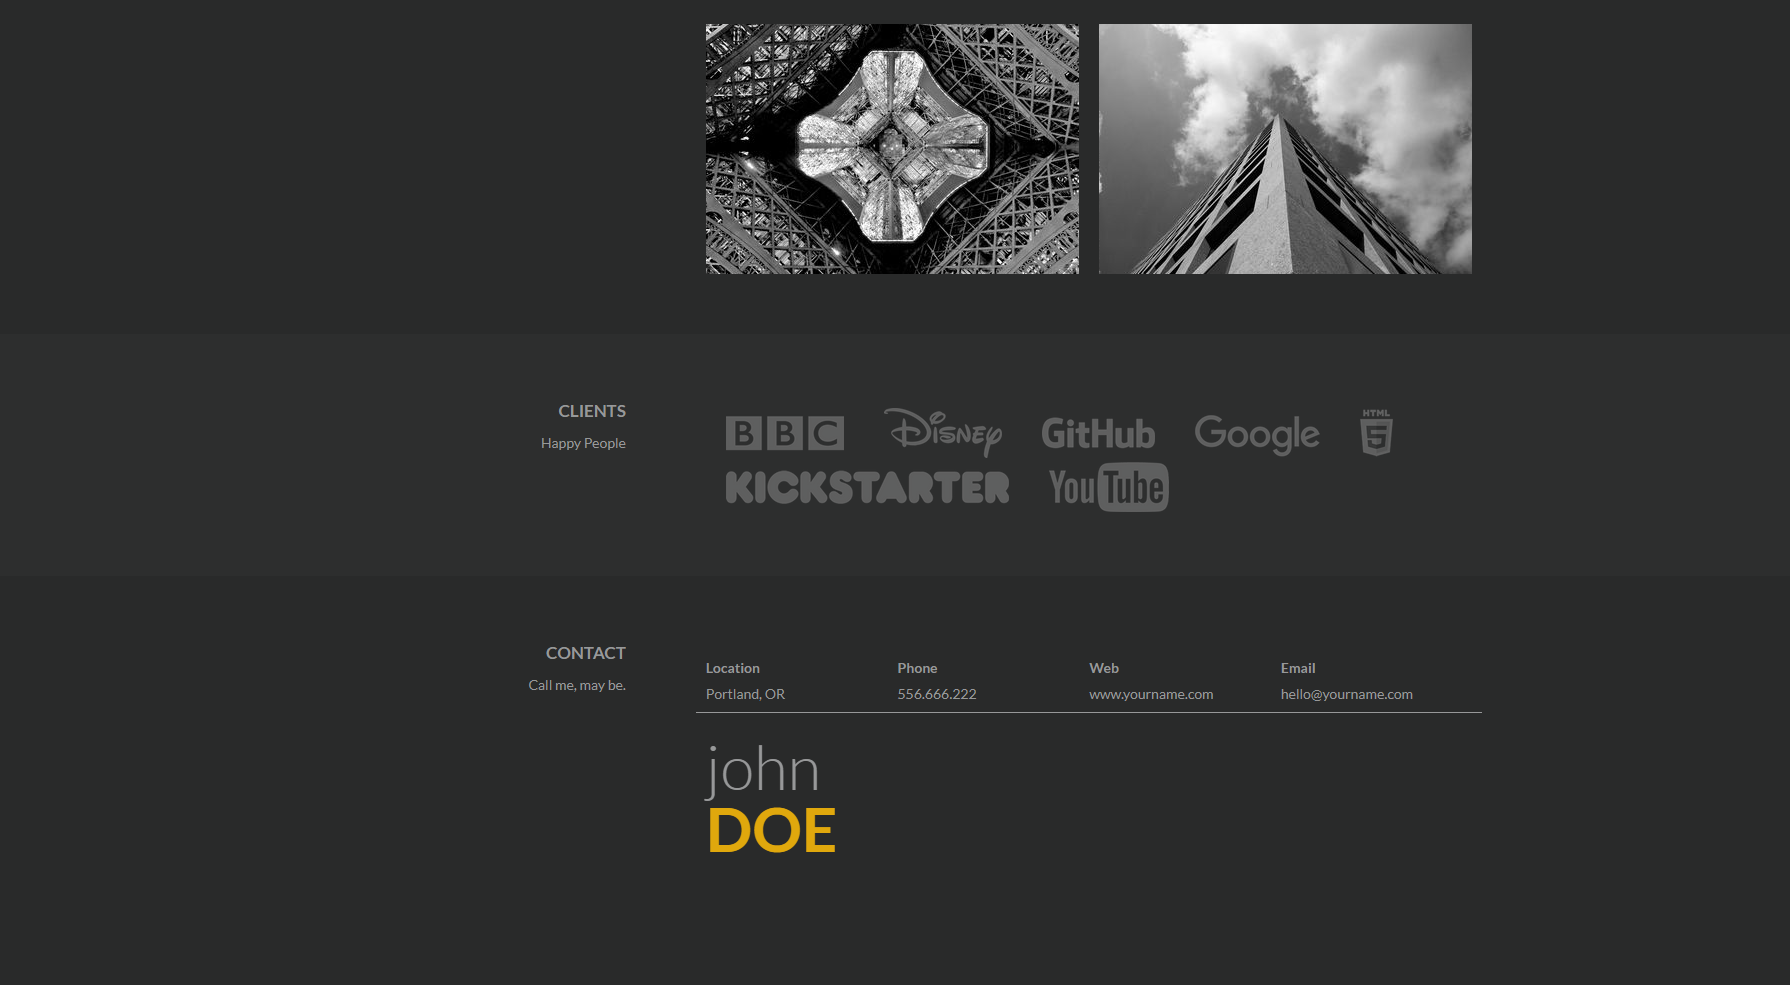 CLIENTS
Happy People
BBC Disney GitHub Google HTML 5
KICKSTARTER YouTube
CONTACT
Call me, may be.
Location Phone Web Email
Portland, OR 556.666.222 www.yourname.com hello@yourname.com
john
DOE